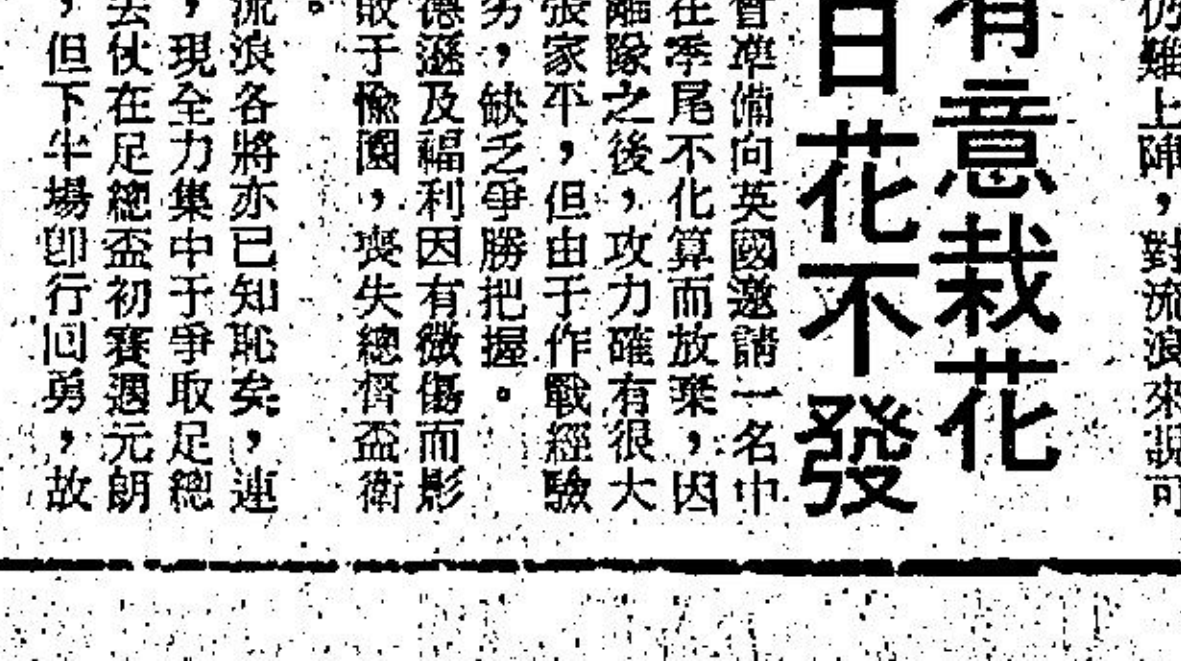 仍難上陣，對流浪來說可
有意栽花
日花不發
會準備向英國邀請一名中
在季尾不化算而放棄，因
離隊之後，攻力確有很大
張家平，但由于作戰經驗
劣，缺乏爭勝把握。
德遜及福利因有微傷而影
敗于愉園，喪失總督盃衛
。
流浪各將亦已知恥矣，連
，現全力集中于爭取足總
去伙在足總盃初賽遇元朗
，但下半場卽行回勇，故